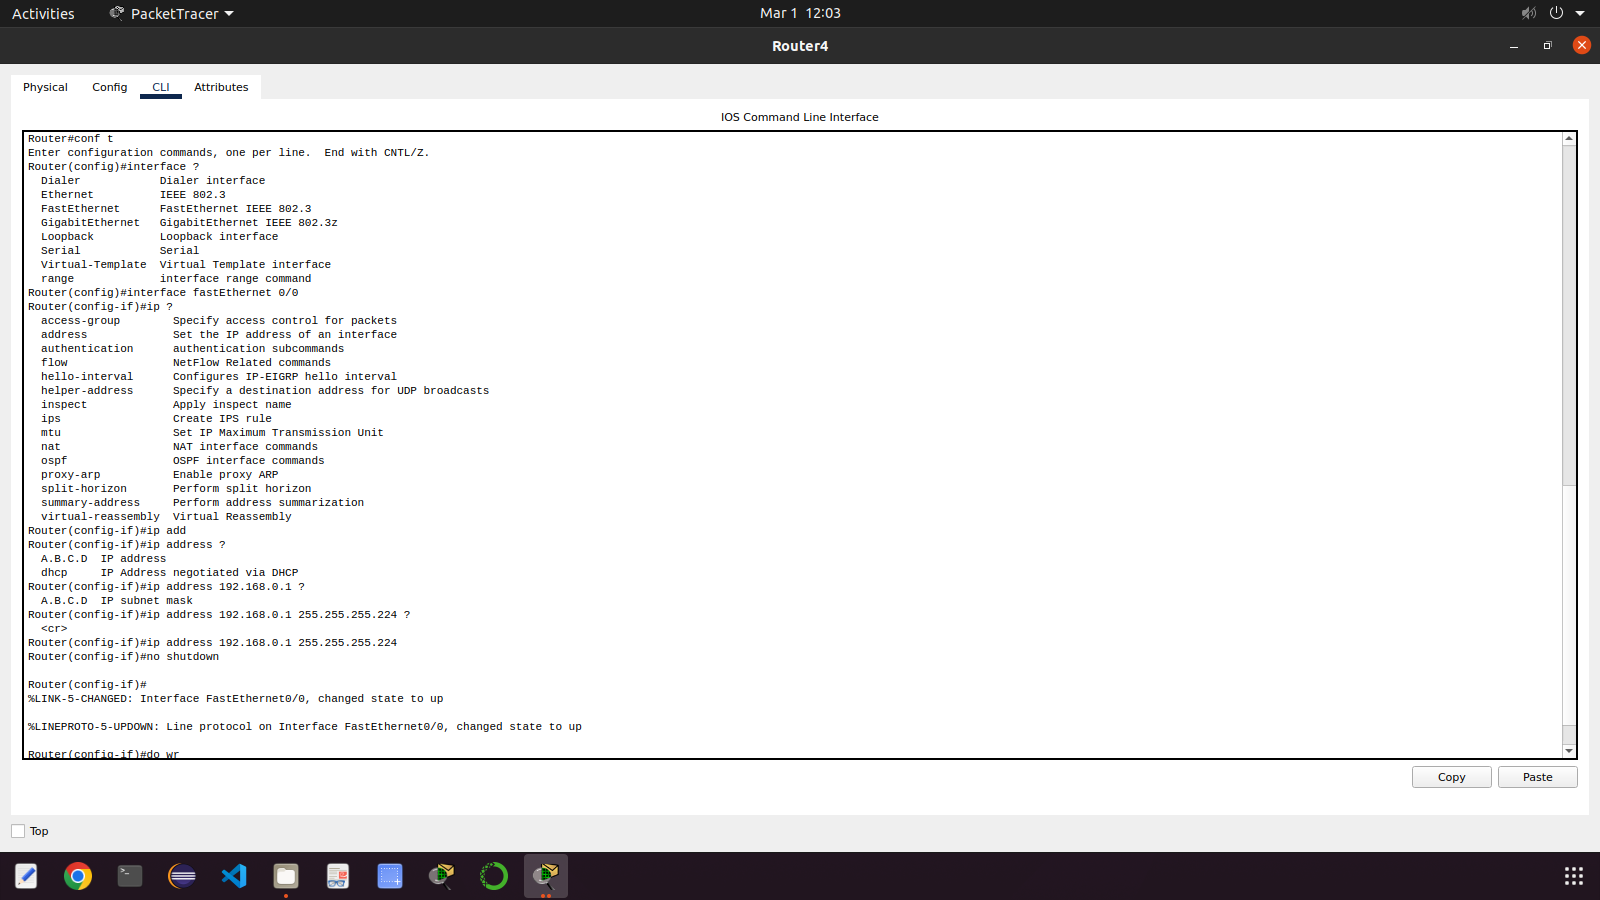 Activities
PacketTracer
Mar 1 12:03
Router4
Physical
Config
CLI
Attributes
IOS Command Line Interface
Router#conf t
Enter configuration commands, one per line.  End with CNTL/Z.
Router(config)#interface ?
  Dialer            Dialer interface
  Ethernet          IEEE 802.3
  FastEthernet      FastEthernet IEEE 802.3
  GigabitEthernet   GigabitEthernet IEEE 802.3z
  Loopback          Loopback interface
  Serial            Serial
  Virtual-Template  Virtual Template interface
  range             interface range command
Router(config)#interface fastEthernet 0/0
Router(config-if)#ip ?
  access-group        Specify access control for packets
  address             Set the IP address of an interface
  authentication      authentication subcommands
  flow                NetFlow Related commands
  hello-interval      Configures IP-EIGRP hello interval
  helper-address      Specify a destination address for UDP broadcasts
  inspect             Apply inspect name
  ips                 Create IPS rule
  mtu                 Set IP Maximum Transmission Unit
  nat                 NAT interface commands
  ospf                OSPF interface commands
  proxy-arp           Enable proxy ARP
  split-horizon       Perform split horizon
  summary-address     Perform address summarization
  virtual-reassembly  Virtual Reassembly
Router(config-if)#ip add
Router(config-if)#ip address ?
  A.B.C.D  IP address
  dhcp     IP Address negotiated via DHCP
Router(config-if)#ip address 192.168.0.1 ?
  A.B.C.D  IP subnet mask
Router(config-if)#ip address 192.168.0.1 255.255.255.224 ?
  <cr>
Router(config-if)#ip address 192.168.0.1 255.255.255.224
Router(config-if)#no shutdown
Router(config-if)#
%LINK-5-CHANGED: Interface FastEthernet0/0, changed state to up
%LINEPROTO-5-UPDOWN: Line protocol on Interface FastEthernet0/0, changed state to up
Router(config-if)#do wr
Copy
Paste
Top